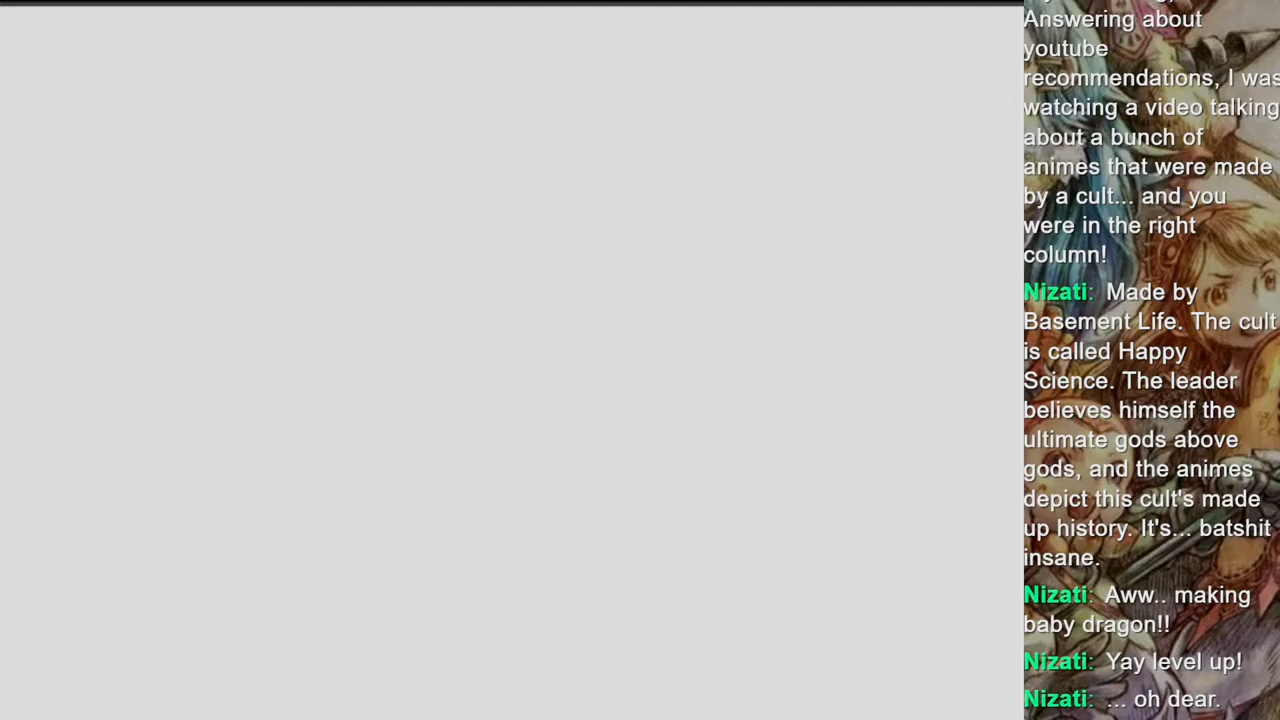 Answering about
youtube
recommendations, I was
watching a video talking
about a bunch of
animes that were made
by a cult... and you
were in the right
column!
Nizati: Made by
Basement Life. The cult
is called Happy
Science. The leader
believes himself the
ultimate gods above
gods, and the animes
depict this cult's made
up history. It's... batshit
insane.
Nizati: Aww.. making
baby dragon!!
Nizati: Yay level up!
Nizati: ... oh dear.